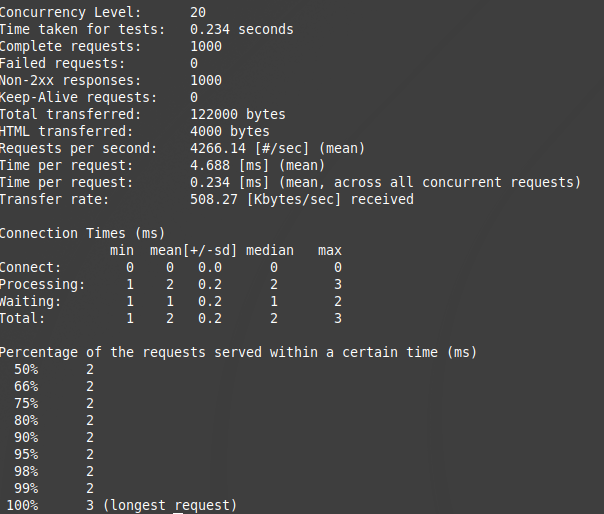 Concurrency Level:      20
Time taken for tests:   0.234 seconds
Complete requests:      1000
Failed requests:        0
Non-2xx responses:      1000
Keep-Alive requests:    0
Total transferred:      122000 bytes
HTML transferred:       4000 bytes
Requests per second:    4266.14 [#/sec] (mean)
Time per request:       4.688 [ms] (mean)
Time per request:       0.234 [ms] (mean, across all concurrent requests)
Transfer rate:          508.27 [Kbytes/sec] received

Connection Times (ms)
              min  mean[+/-sd] median   max
Connect:        0    0   0.0      0       0
Processing:     1    2   0.2      2       3
Waiting:        1    1   0.2      1       2
Total:          1    2   0.2      2       3

Percentage of the requests served within a certain time (ms)
  50%      2
  66%      2
  75%      2
  80%      2
  90%      2
  95%      2
  98%      2
  99%      2
 100%      3 (longest request)